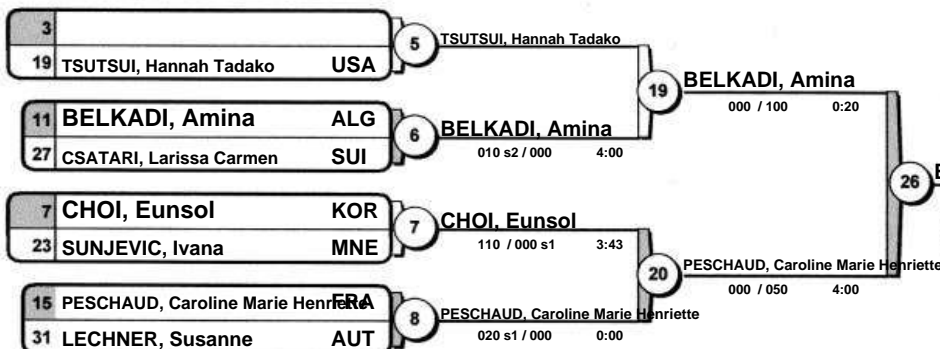 3
19 TSUTSUI, Hannah Tadako USA
5 TSUTSUI, Hannah Tadako
11 BELKADI, Amina ALG
27 CSATARI, Larissa Carmen SUI
6 BELKADI, Amina
010 s2 / 000 4:00
19 BELKADI, Amina
000 / 100 0:20
7 CHOI, Eunsol KOR
23 SUNJEVIC, Ivana MNE
7 CHOI, Eunsol
110 / 000 s1 3:43
15 PESCHAUD, Caroline Marie Henriette FRA
31 LECHNER, Susanne AUT
8 PESCHAUD, Caroline Marie Henriette
020 s1 / 000 0:00
20 PESCHAUD, Caroline Marie Henriette
000 / 050 4:00
26